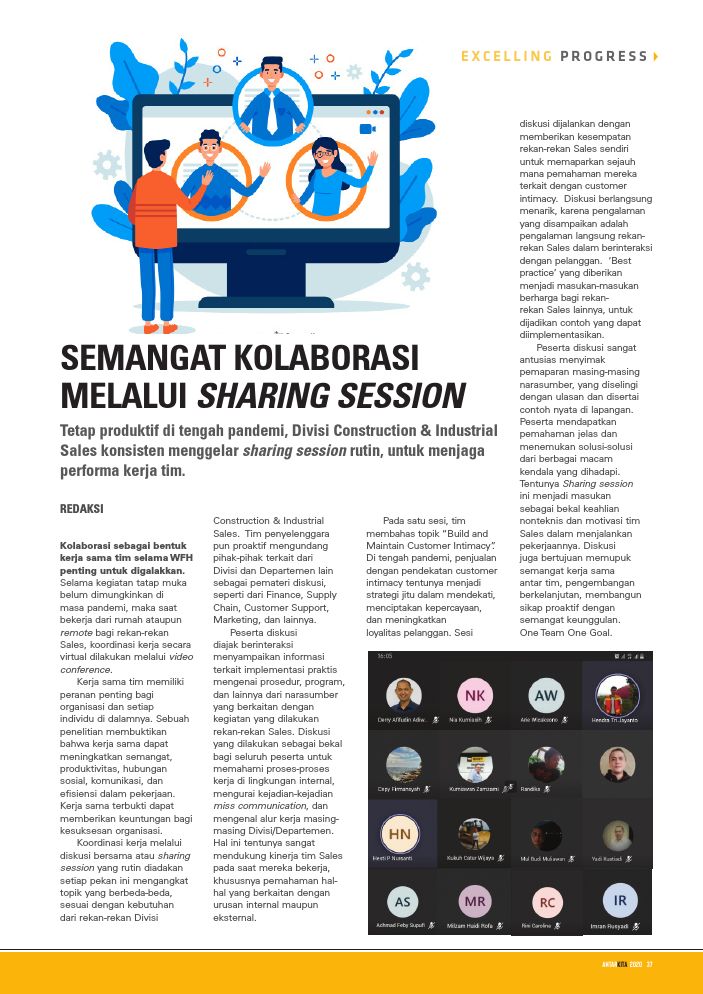 EXCELLING PROGRESS
SEMANGAT KOLABORASI
MELALUI SHARING SESSION
Tetap produktif di tengah pandemi, Divisi Construction & Industrial
Sales konsisten menggelar sharing session rutin, untuk menjaga
performa kerja tim.
REDAKSI
Kolaborasi sebagai bentuk
kerja sama tim selama WFH
penting untuk digalakkan.
Selama kegiatan tatap muka
belum dimungkinkan di
masa pandemi, maka saat
bekerja dari rumah ataupun
remote bagi rekan-rekan
Sales, koordinasi kerja secara
virtual dilakukan melalui video
conference.
Kerja sama tim memiliki
peranan penting bagi
organisasi dan setiap
individu di dalamnya. Sebuah
penelitian membuktikan
bahwa kerja sama dapat
meningkatkan semangat,
produktivitas, hubungan
sosial, komunikasi, dan
efisiensi dalam pekerjaan.
Kerja sama terbukti dapat
memberikan keuntungan bagi
kesuksesan organisasi.
Koordinasi kerja melalui
diskusi bersama atau sharing
session yang rutin diadakan
setiap pekan ini mengangkat
topik yang berbeda-beda,
sesuai dengan kebutuhan
dari rekan-rekan Divisi
Construction & Industrial
Sales. Tim penyelenggara
pun proaktif mengundang
pihak-pihak terkait dari
Divisi dan Departemen lain
sebagai pemateri diskusi,
seperti dari Finance, Supply
Chain, Customer Support,
Marketing, dan lainnya.
Peserta diskusi
diajak berinteraksi
menyampaikan informasi
terkait implementasi praktis
mengenai prosedur, program,
dan lainnya dari narasumber
yang berkaitan dengan
kegiatan yang dilakukan
rekan-rekan Sales. Diskusi
yang dilakukan sebagai bekal
bagi seluruh peserta untuk
memahami proses-proses
kerja di lingkungan internal,
mengurai kejadian-kejadian
miss communication, dan
mengenal alur kerja masing-
masing Divisi/Departemen.
Hal ini tentunya sangat
mendukung kinerja tim Sales
pada saat mereka bekerja,
khususnya pemahaman hal-
hal yang berkaitan dengan
urusan internal maupun
eksternal.
Pada satu sesi, tim
membahas topik “Build and
Maintain Customer Intimacy”.
Di tengah pandemi, penjualan
dengan pendekatan customer
intimacy tentunya menjadi
strategi jitu dalam mendekati,
menciptakan kepercayaan,
dan meningkatkan
loyalitas pelanggan. Sesi
diskusi dijalankan dengan
memberikan kesempatan
rekan-rekan Sales sendiri
untuk memaparkan sejauh
mana pemahaman mereka
terkait dengan customer
intimacy. Diskusi berlangsung
menarik, karena pengalaman
yang disampaikan adalah
pengalaman langsung rekan-
rekan Sales dalam berinteraksi
dengan pelanggan. ‘Best
practice’ yang diberikan
menjadi masukan-masukan
berharga bagi rekan-
rekan Sales lainnya, untuk
dijadikan contoh yang dapat
diimplementasikan.
Peserta diskusi sangat
antusias menyimak
pemaparan masing-masing
narasumber, yang diselingi
dengan ulasan dan disertai
contoh nyata di lapangan.
Peserta mendapatkan
pemahaman jelas dan
menemukan solusi-solusi
dari berbagai macam
kendala yang dihadapi.
Tentunya Sharing session
ini menjadi masukan
sebagai bekal keahlian
nonteknis dan motivasi tim
Sales dalam menjalankan
pekerjaannya. Diskusi
juga bertujuan memupuk
semangat kerja sama
antar tim, pengembangan
berkelanjutan, membangun
sikap proaktif dengan
semangat keunggulan.
One Team One Goal.
16:05
NK AW
Derry Afifudin Adiw.. Nia Kurniasih Arie Wicaksono Hendra Tri Jayanto
Cepy Firmansyah Kurniawan Zamzami Randika
HN
Hesti P Nursanti Kukuh Catur Wijaya Mul Budi Muliawan Yadi Rustiadi
AS MR RC IR
Achmad Feby Supufi Milzam Huldi Rofa Rini Caroline Imran Rusyadi
ANTARKITA 2020 37